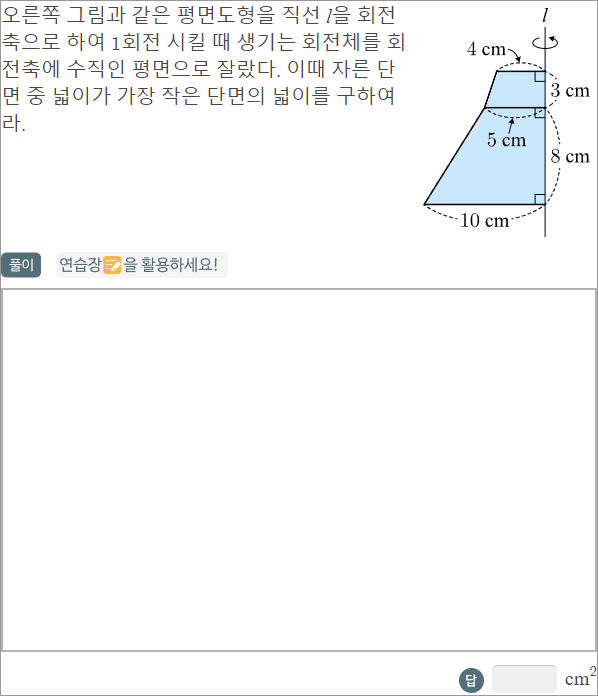 오른쪽 그림과 같은 평면도형을 직선 l을 회전
축으로 하여 1회전 시킬 때 생기는 회전체를 회
전축에 수직인 평면으로 잘랐다. 이때 자른 단
면 중 넓이가 가장 작은 단면의 넓이를 구하여
라.
l
4 cm
3 cm
5 cm
8 cm
10 cm
풀이 연습장을 활용하세요!
답 cm²